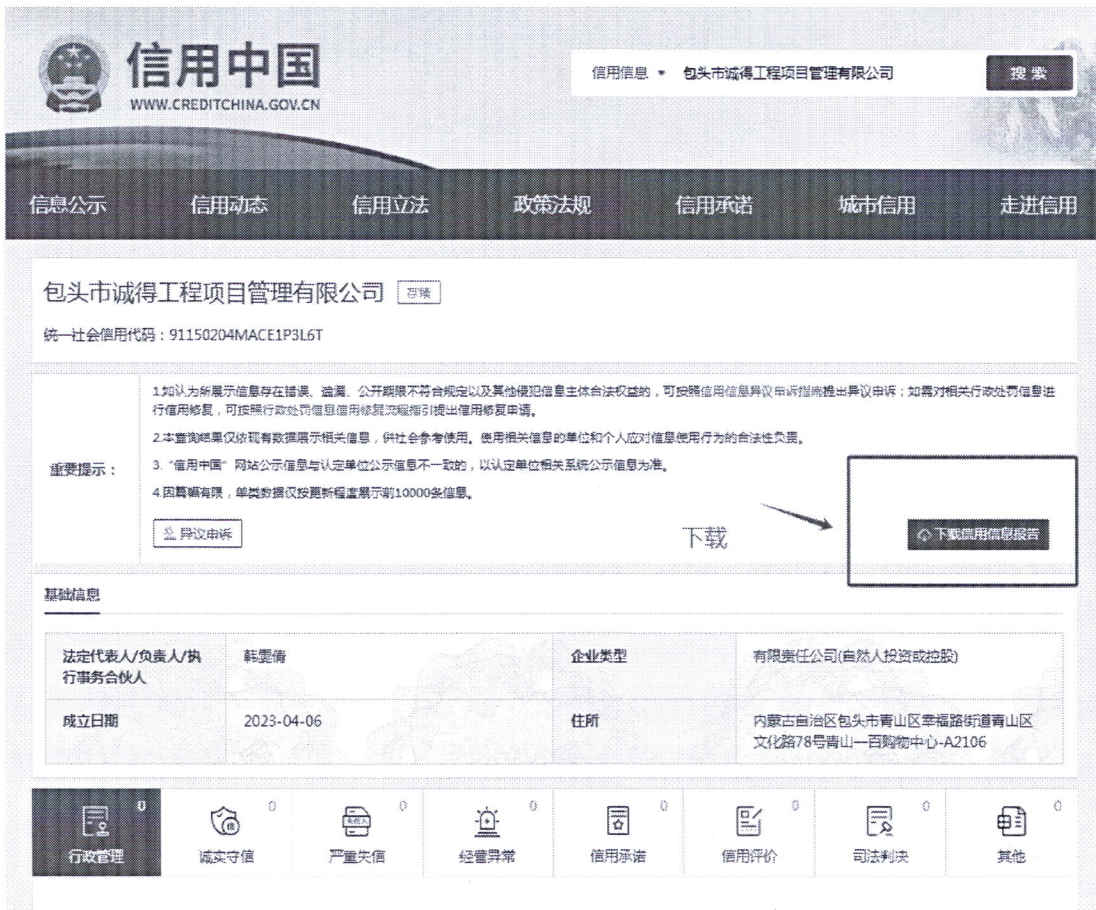 信用中国
WWW.CREDITCHINA.GOV.CN
信用信息
包头市诚得工程项目管理有限公司
搜索
信息公示 信用动态 信用立法 政策法规 信用承诺 城市信用 走进信用
包头市诚得工程项目管理有限公司 存续
统一社会信用代码：91150204MACE1P3L6T
重要提示：
1.如认为所展示信息存在错误、遗漏、公开期限不符合规定以及其他侵犯信息主体合法权益的，可按照信用信息异议申诉指南提出异议申诉；如需对相关行政处罚信息进
行信用修复，可按照行政处罚信息信用修复流程指引提出信用修复申请。
2.本查询结果仅依现有数据展示相关信息，供社会参考使用。使用相关信息的单位和个人应对信息使用行为的合法性负责。
3.“信用中国”网站公示信息与认定单位公示信息不一致的，以认定单位相关系统公示信息为准。
4.因篇幅有限，单类数据仅按更新程度展示前10000条信息。
异议申诉
下载
下载信用信息报告
基础信息
法定代表人/负责人/执
行事务合伙人
企业类型
有限责任公司(自然人投资或控股)
成立日期
2023-04-06
住所
内蒙古自治区包头市青山区幸福路街道青山区
文化路78号青山一百购物中心-A2106
行政管理 0
诚实守信 0
严重失信 0
经营异常 0
信用承诺 0
信用评价 0
司法判决 0
其他 0